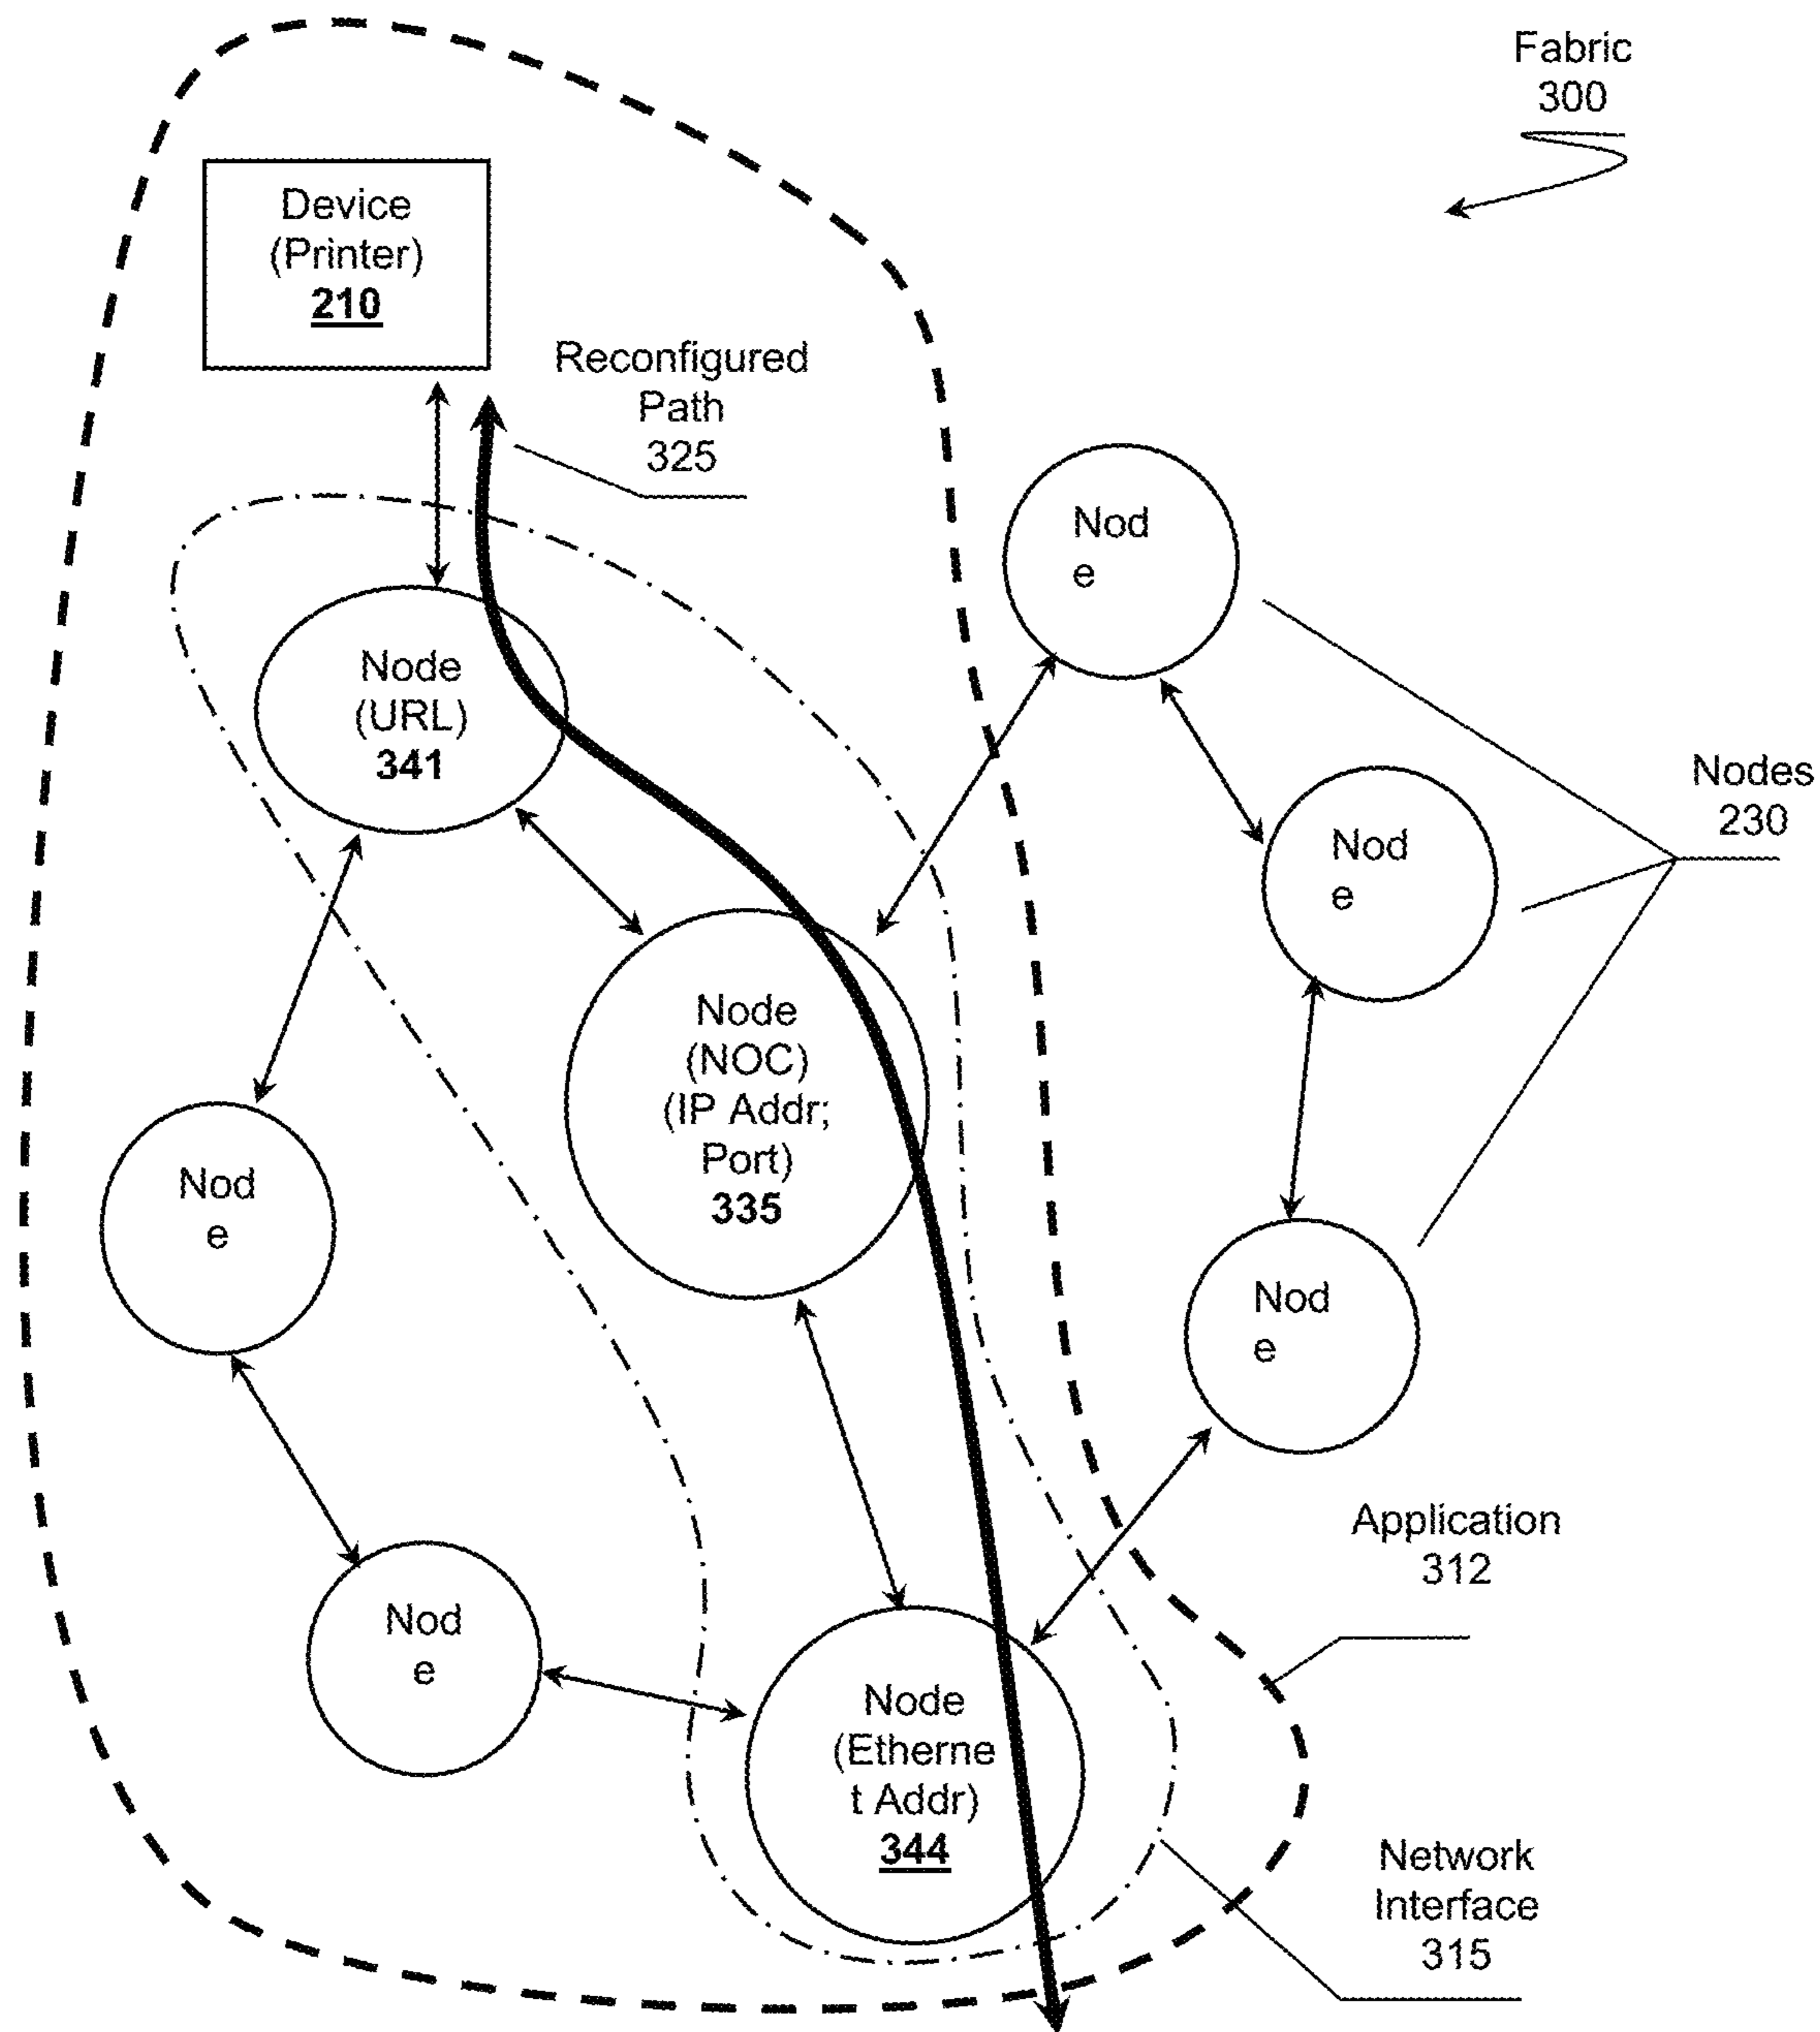 Fabric
300
Device
(Printer)
210
Reconfigured
Path
325
Nod
e
Node
(URL)
341
Nodes
230
Nod
e
Node
(NOC)
(IP Addr;
Port)
335
Nod
e
Nod
e
Application
312
Nod
e
Node
(Etherne
t Addr)
344
Network
Interface
315